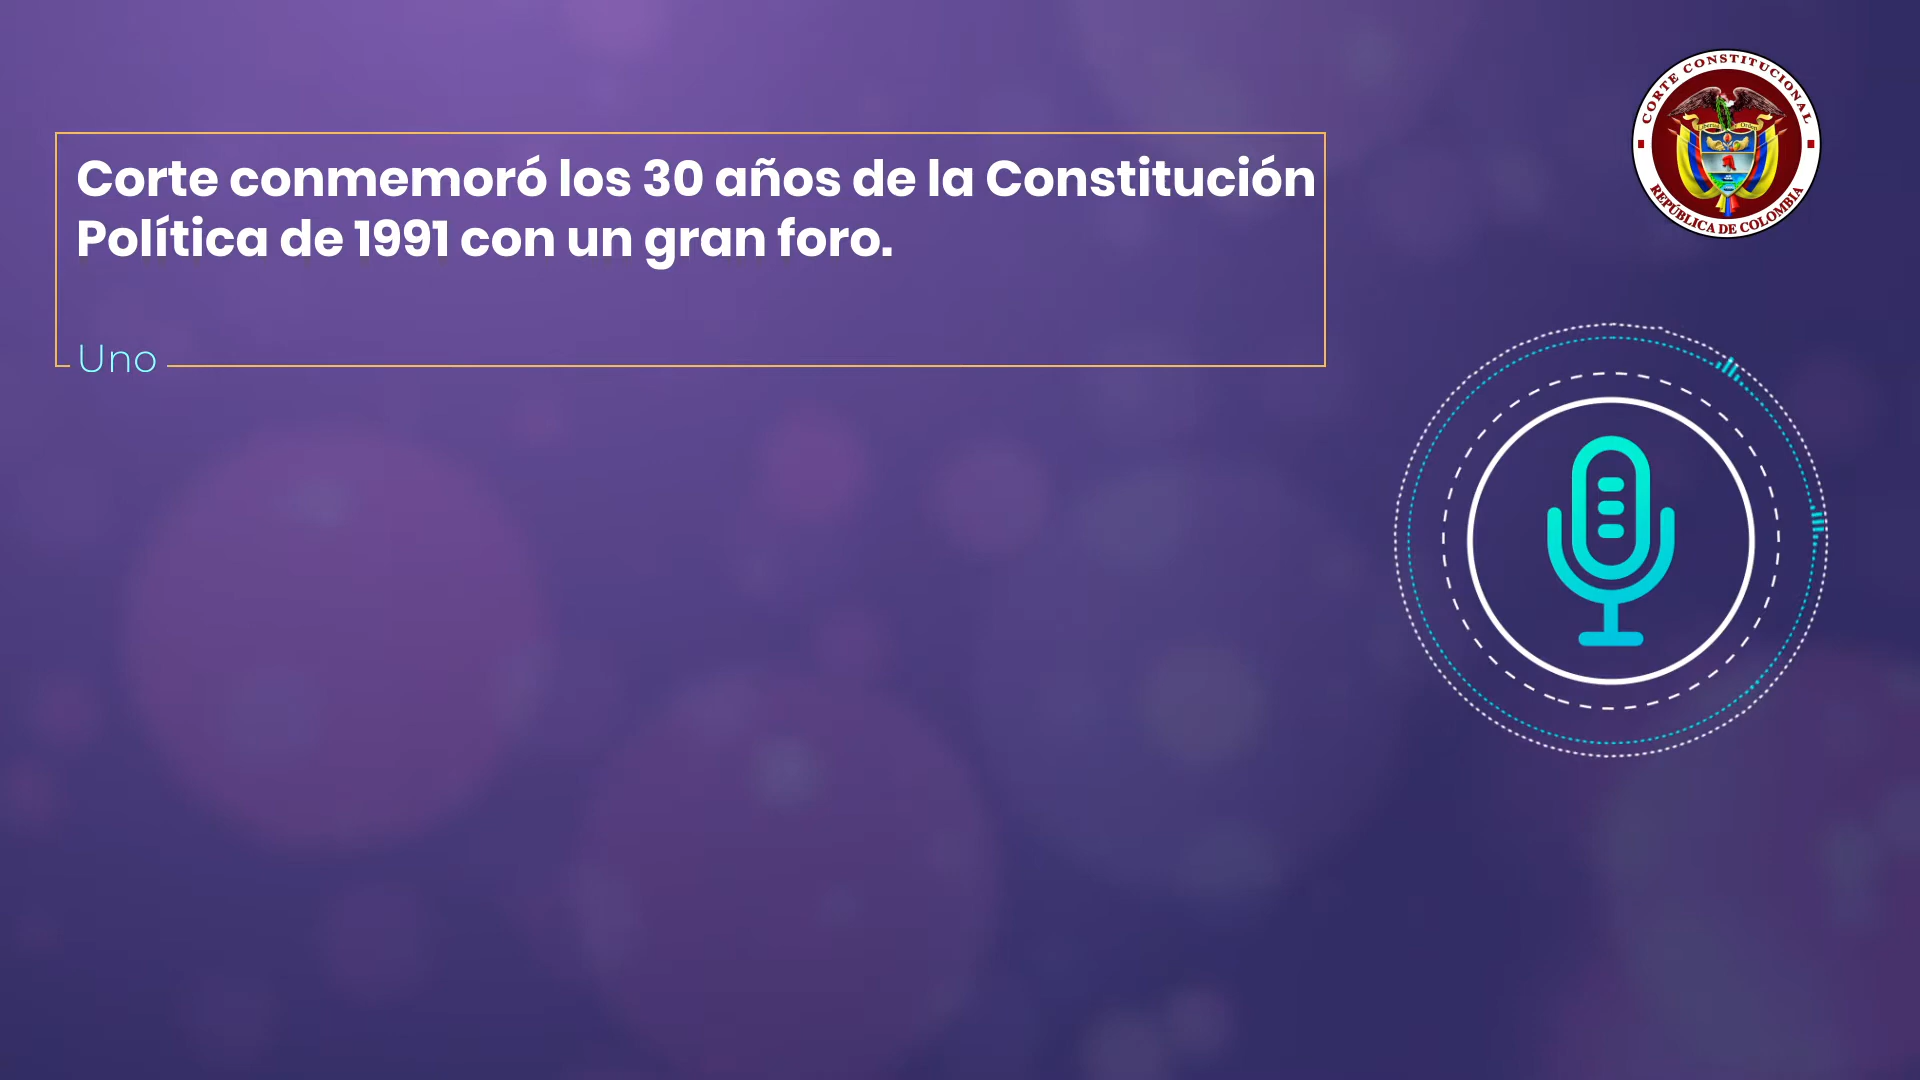 CORTE CONSTITUCIONAL
REPÚBLICA DE COLOMBIA
Corte conmemoró los 30 años de la Constitución
Política de 1991 con un gran foro.
Uno